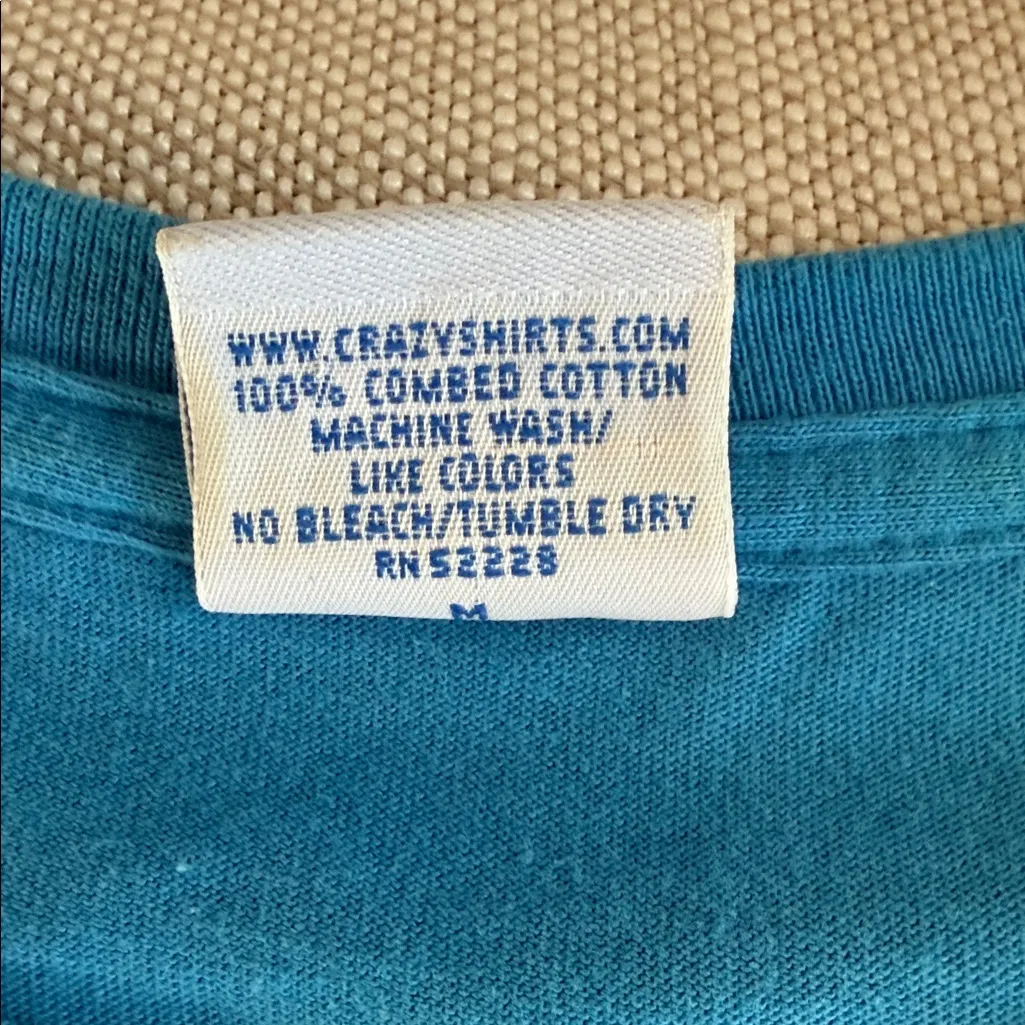 WWW.CRAZYSHIRTS.COM
100% COMBED COTTON
MACHINE WASH/
LIKE COLORS
NO BLEACH/TUMBLE DRY
RN 52228
M